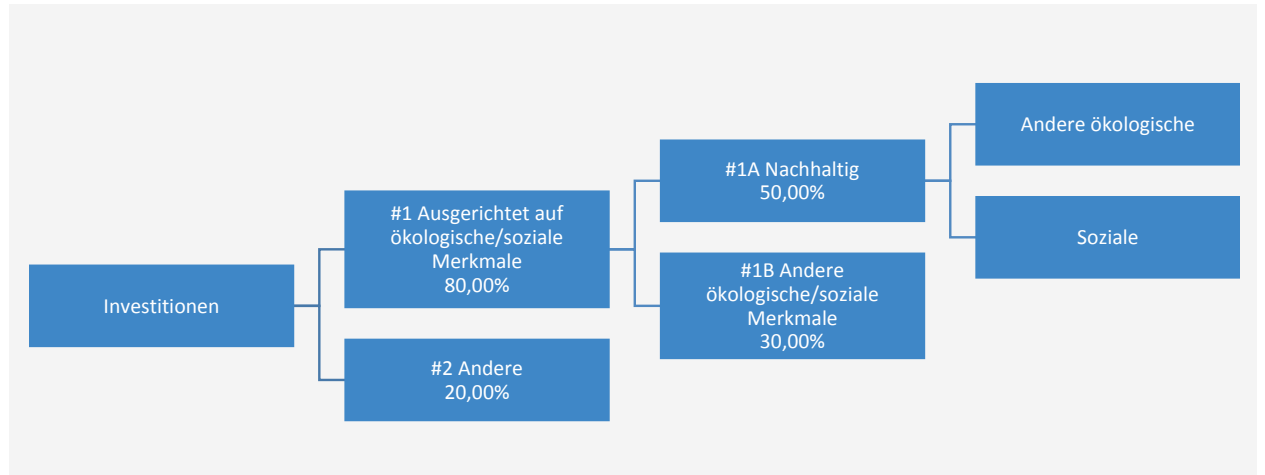 Investitionen
#1 Ausgerichtet auf
ökologische/soziale
Merkmale
80,00%
#2 Andere
20,00%
#1A Nachhaltig
50,00%
#1B Andere
ökologische/soziale
Merkmale
30,00%
Andere ökologische
Soziale